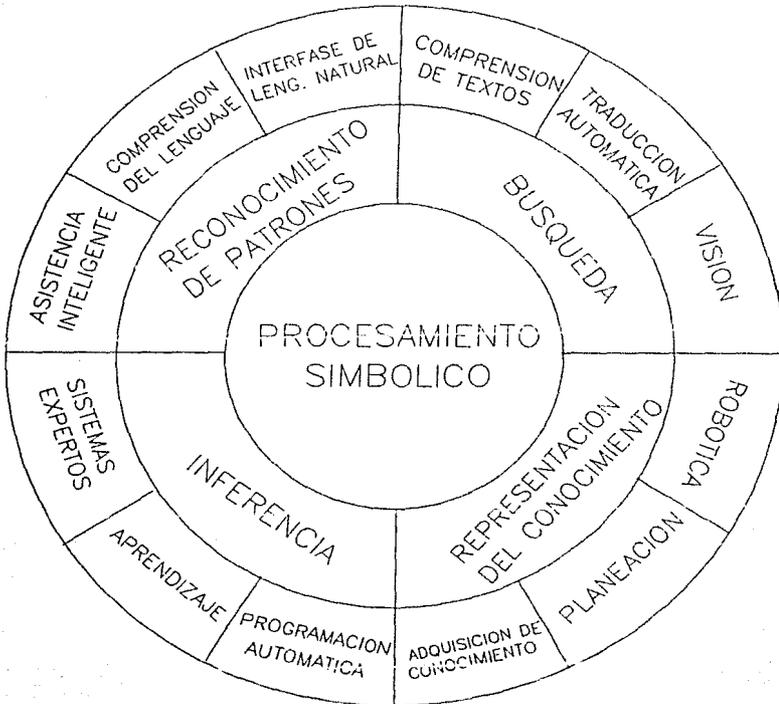 INTERFASE DE
LENG. NATURAL
COMPRENSION
DE TEXTOS
TRADUCCION
AUTOMATICA
VISION
ROBOTICA
PLANEACION
ADQUISICION DE
CONOCIMIENTO
PROGRAMACION
AUTOMATICA
APRENDIZAJE
SISTEMAS
EXPERTOS
ASISTENCIA
INTELIGENTE
COMPRENSION
DEL LENGUAJE
RECONOCIMIENTO
DE PATRONES
BUSQUEDA
REPRESENTACION
DEL CONOCIMIENTO
INFERENCIA
PROCESAMIENTO
SIMBOLICO